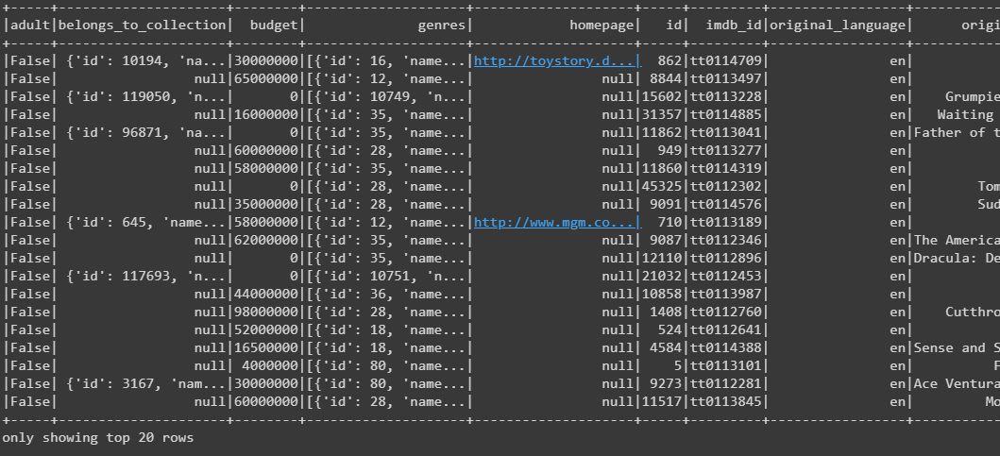 +-----+---------------------+--------+--------------------+--------------------+-----+---------+-----------------+----------
|adult|belongs_to_collection|  budget|              genres|            homepage|   id|  imdb_id|original_language|      origi
+-----+---------------------+--------+--------------------+--------------------+-----+---------+-----------------+----------
|False| {'id': 10194, 'na...|30000000|[{'id': 16, 'name...|http://toystory.d...|  862|tt0114709|               en|
|False|                 null|65000000|[{'id': 12, 'name...|                null| 8844|tt0113497|               en|
|False| {'id': 119050, 'n...|       0|[{'id': 10749, 'n...|                null|15602|tt0113228|               en|    Grumpie
|False|                 null|16000000|[{'id': 35, 'name...|                null|31357|tt0114885|               en|   Waiting
|False| {'id': 96871, 'na...|       0|[{'id': 35, 'name...|                null|11862|tt0113041|               en|Father of t
|False|                 null|60000000|[{'id': 28, 'name...|                null|  949|tt0113277|               en|
|False|                 null|58000000|[{'id': 35, 'name...|                null|11860|tt0114319|               en|
|False|                 null|       0|[{'id': 28, 'name...|                null|45325|tt0112302|               en|        Tom
|False|                 null|35000000|[{'id': 28, 'name...|                null| 9091|tt0114576|               en|        Sud
|False| {'id': 645, 'name...|58000000|[{'id': 12, 'name...|http://www.mgm.co...|  710|tt0113189|               en|
|False|                 null|62000000|[{'id': 35, 'name...|                null| 9087|tt0112346|               en|The America
|False|                 null|       0|[{'id': 35, 'name...|                null|12110|tt0112896|               en|Dracula: De
|False| {'id': 117693, 'n...|       0|[{'id': 10751, 'n...|                null|21032|tt0112453|               en|
|False|                 null|44000000|[{'id': 36, 'name...|                null|10858|tt0113987|               en|
|False|                 null|98000000|[{'id': 28, 'name...|                null| 1408|tt0112760|               en|    Cutthro
|False|                 null|52000000|[{'id': 18, 'name...|                null|  524|tt0112641|               en|
|False|                 null|16500000|[{'id': 18, 'name...|                null| 4584|tt0114388|               en|Sense and S
|False|                 null| 4000000|[{'id': 80, 'name...|                null|    5|tt0113101|               en|          F
|False| {'id': 3167, 'nam...|30000000|[{'id': 80, 'name...|                null| 9273|tt0112281|               en|Ace Ventura
|False|                 null|60000000|[{'id': 28, 'name...|                null|11517|tt0113845|               en|         Mo
+-----+---------------------+--------+--------------------+--------------------+-----+---------+-----------------+----------
only showing top 20 rows